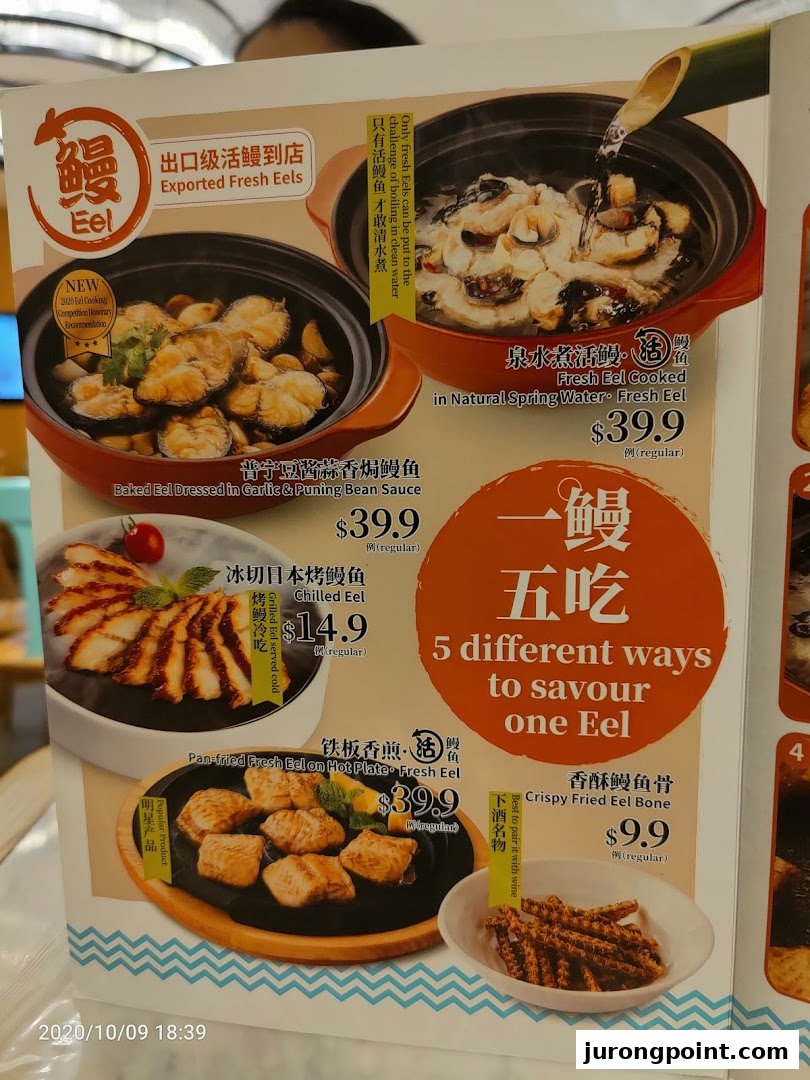 鳗
Eel
出口级活鳗到店
Exported Fresh Eels
Only fresh Eels can be put to the
challenge of boiling in clean water
只有活鳗鱼 才敢清水煮
NEW
2020 Eel Cooking
Competition Honorary
Recommendation
泉水煮活鳗·活鳗鱼
Fresh Eel Cooked
in Natural Spring Water· Fresh Eel
$39.9
例(regular)
普宁豆酱蒜香焗鳗鱼
Baked Eel Dressed in Garlic & Puning Bean Sauce
$39.9
例(regular)
一鳗
五吃
5 different ways
to savour
one Eel
冰切日本烤鳗鱼
Chilled Eel
$14.9
例(regular)
Grilled Eel served cold
烤鳗冷吃
铁板香煎·活鳗鱼
Pan-fried Fresh Eel on Hot Plate· Fresh Eel
$39.9
例(regular)
Popular Product
明星产品
香酥鳗鱼骨
Crispy Fried Eel Bone
$9.9
例(regular)
Best to pair it with wine
下酒名物
4
2020/10/09 18:39
jurongpoint.com